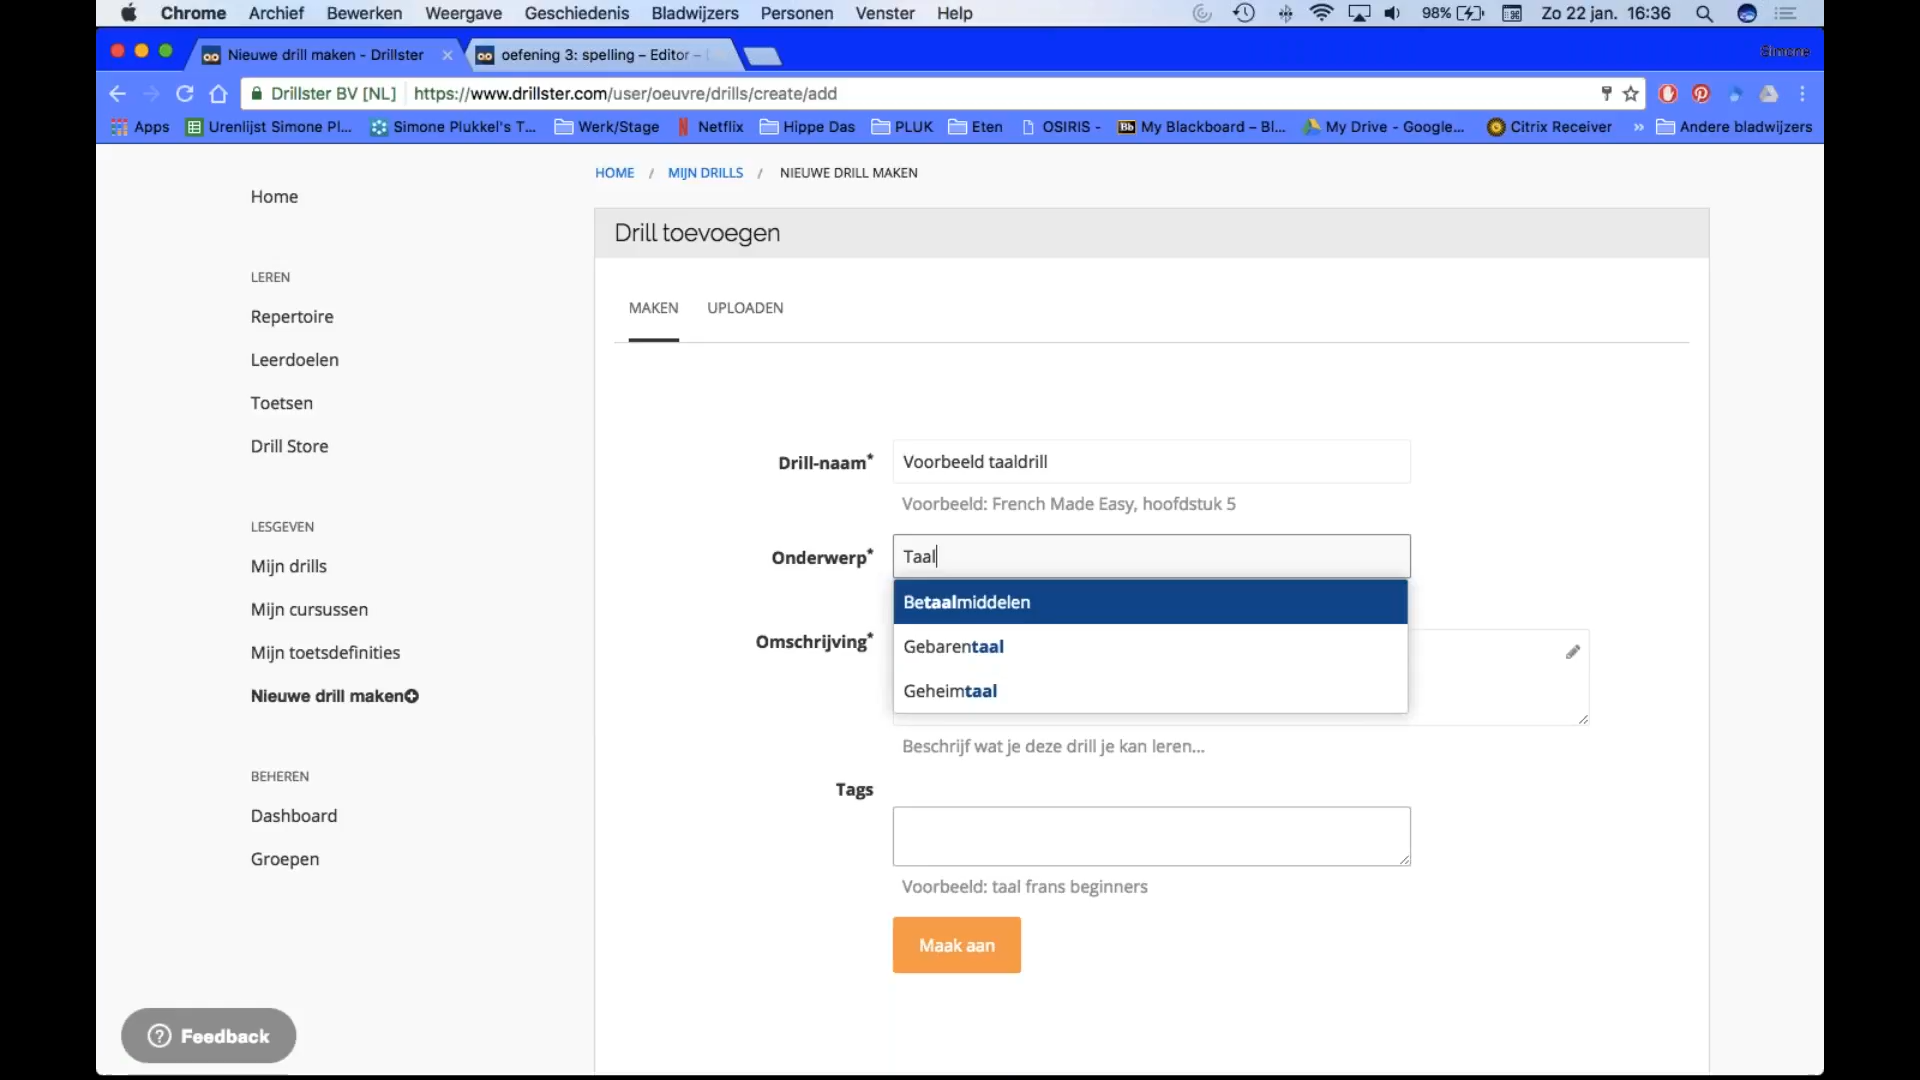 Chrome Archief Bewerken Weergave Geschiedenis Bladwijzers Personen Venster Help 98% Zo 22 jan. 16:36
Nieuwe drill maken - Drillster oefening 3: spelling – Editor – Simone
Drillster BV [NL] https://www.drillster.com/user/oeuvre/drills/create/add
Apps Urenlijst Simone Pl... Simone Plukkel's T... Werk/Stage Netflix Hippe Das PLUK Eten OSIRIS - Bb My Blackboard – Bl... My Drive - Google... Citrix Receiver » Andere bladwijzers
HOME / MIJN DRILLS / NIEUWE DRILL MAKEN
Home
Drill toevoegen
LEREN
MAKEN UPLOADEN
Repertoire
Leerdoelen
Toetsen
Drill Store
Drill-naam* Voorbeeld taaldrill
Voorbeeld: French Made Easy, hoofdstuk 5
LESGEVEN
Onderwerp* Taal
Mijn drills
Betaalmiddelen
Mijn cursussen
Omschrijving* Gebarentaal
Mijn toetsdefinities
Geheimtaal
Nieuwe drill maken
Beschrijf wat je deze drill je kan leren...
BEHEREN
Tags
Dashboard
Groepen
Voorbeeld: taal frans beginners
Maak aan
? Feedback